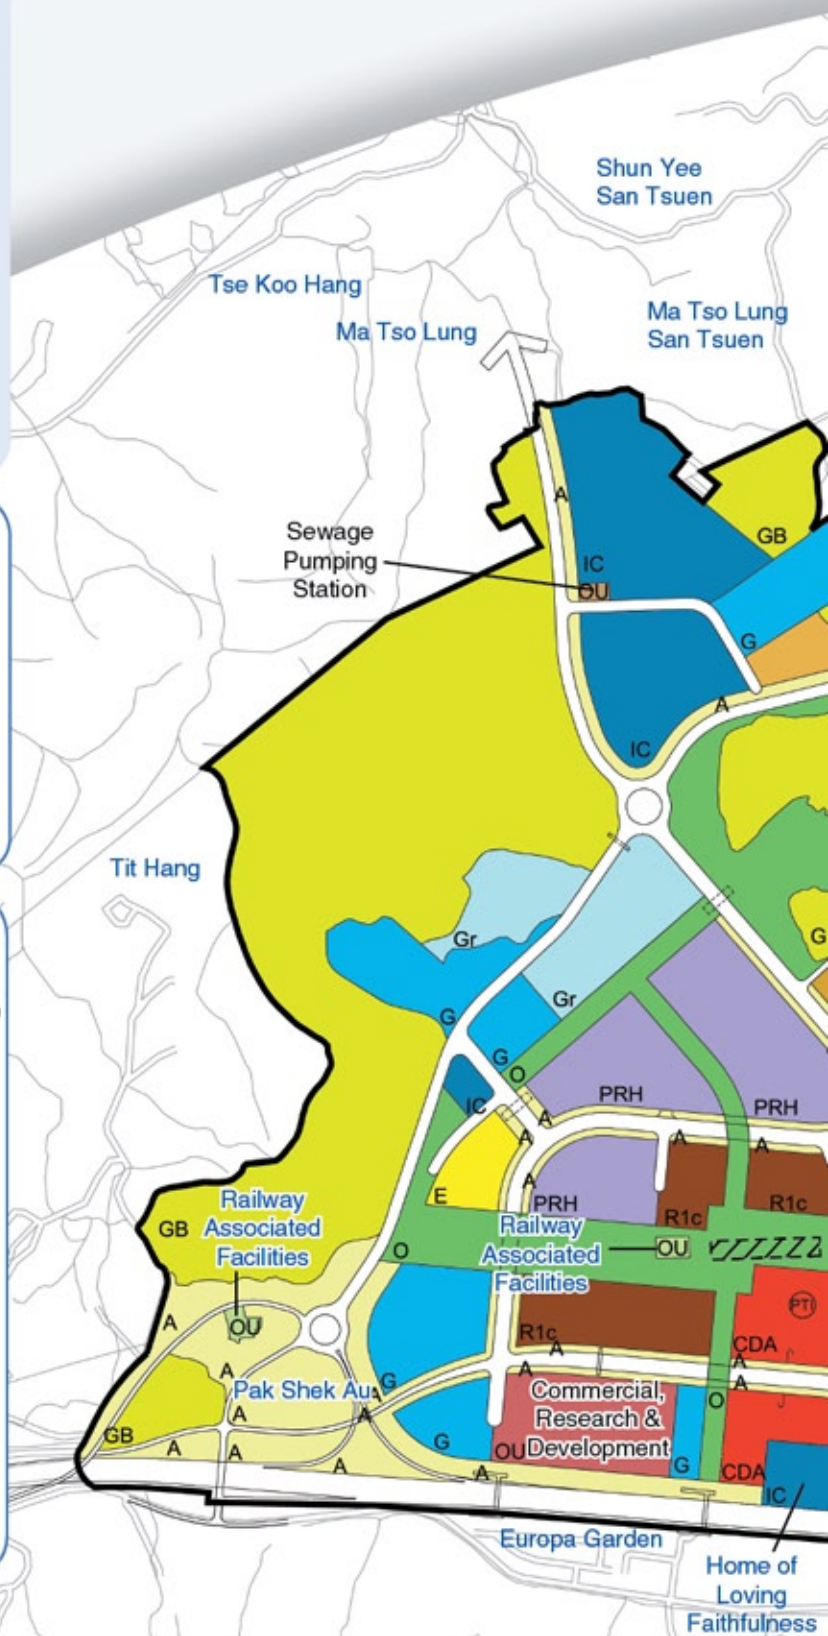 Shun Yee
San Tsuen
Tse Koo Hang
Ma Tso Lung
San Tsuen
Ma Tso Lung
A
Sewage
Pumping
Station
GB
IC
OU
G
A
IC
Tit Hang
G
Gr
Gr
G
G
O
PRH
IC
A
PRH
A
A
A
A
E
PRH
R1c
R1c
Railway
Associated
Facilities
GB
Railway
Associated
Facilities
OU
O
PTI
A
OU
R1c
A
CDA
A
A
A
Pak Shek Au
A
G
A
Commercial,
Research &
Development
O
A
A
GB
A
A
G
OU
G
CDA
A
A
IC
Europa Garden
Home of
Loving
Faithfulness